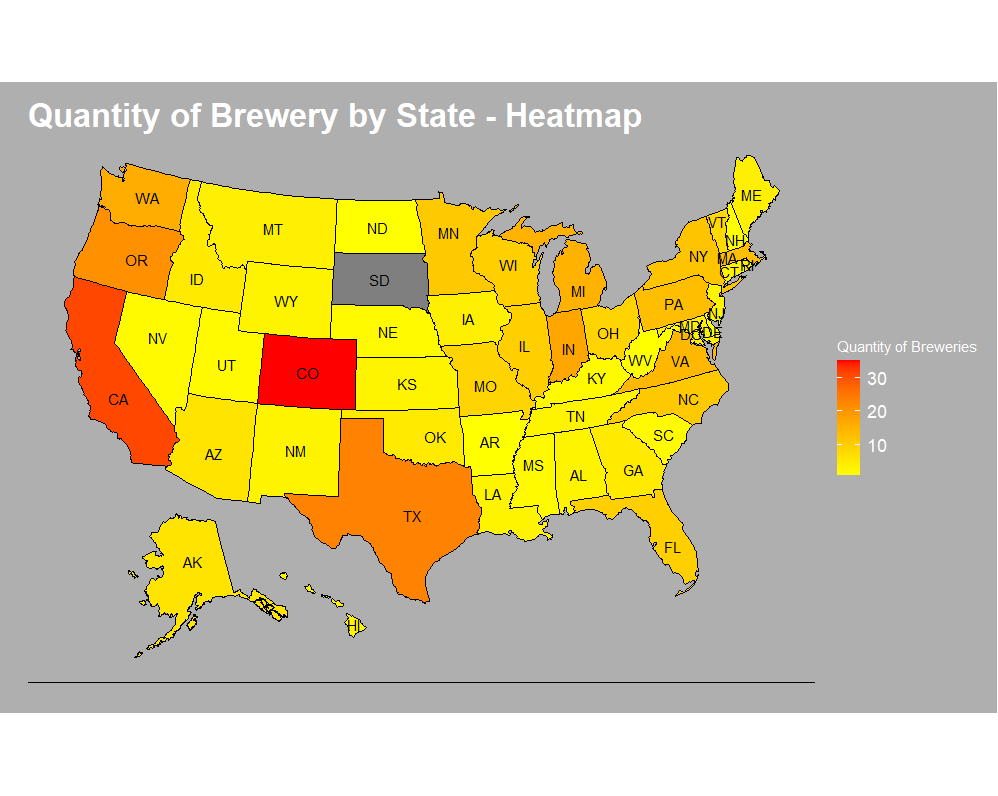 Quantity of Brewery by State - Heatmap
ME
WA
VT
MT
ND
MN
NH
OR
NY
MA
WI
RI
CT
ID
SD
MI
WY
PA
NJ
IA
MD
NE
OH
DE
DC
NV
IL
IN
WV
VA
UT
CO
KY
KS
MO
CA
NC
TN
OK
SC
AR
AZ
NM
MS
GA
AL
LA
TX
FL
AK
HI
Quantity of Breweries
30
20
10